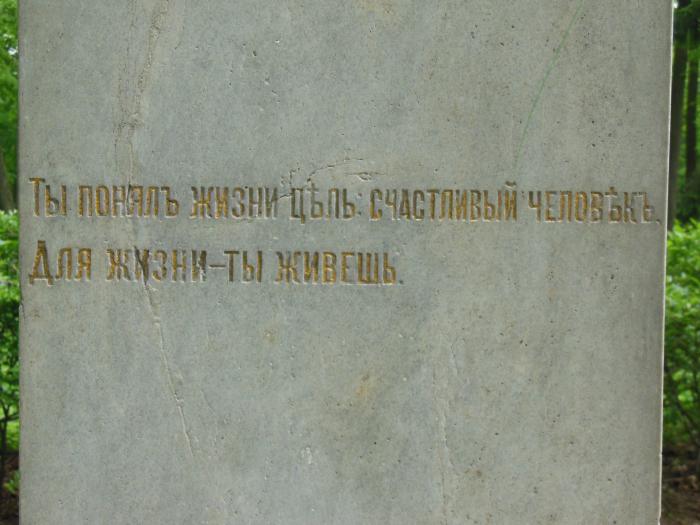 Ты понялъ жизни цѣль: счастливый человѣкъ,
Для жизни-ты живешь.